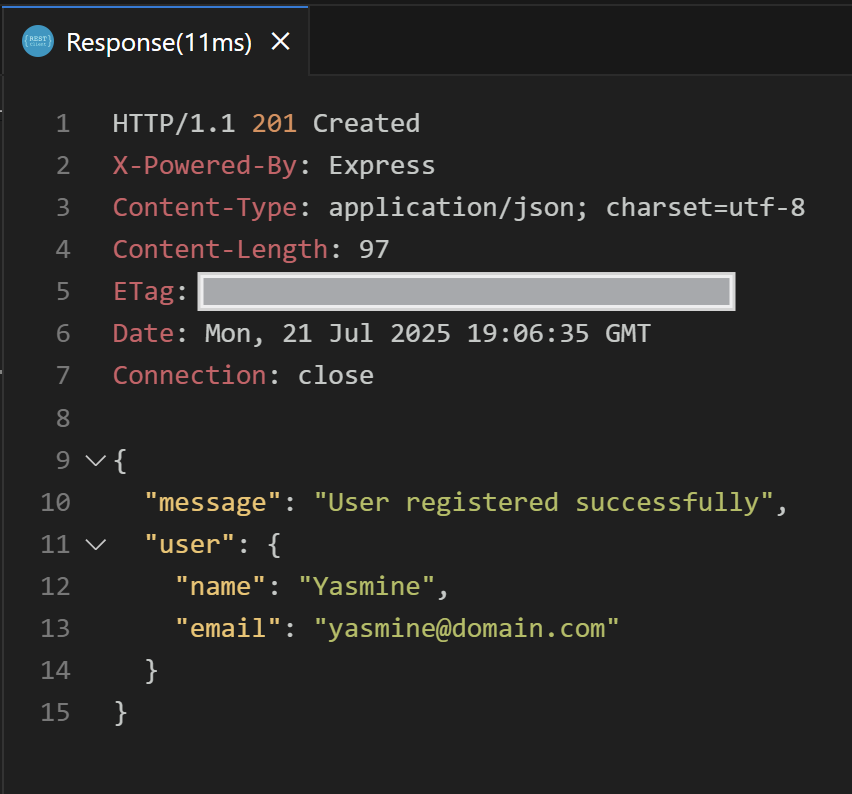 REST
Client
Response(11ms)
1 HTTP/1.1 201 Created
2 X-Powered-By: Express
3 Content-Type: application/json; charset=utf-8
4 Content-Length: 97
5 ETag:
6 Date: Mon, 21 Jul 2025 19:06:35 GMT
7 Connection: close
8
9 {
10 "message": "User registered successfully",
11 "user": {
12 "name": "Yasmine",
13 "email": "yasmine@domain.com"
14 }
15 }